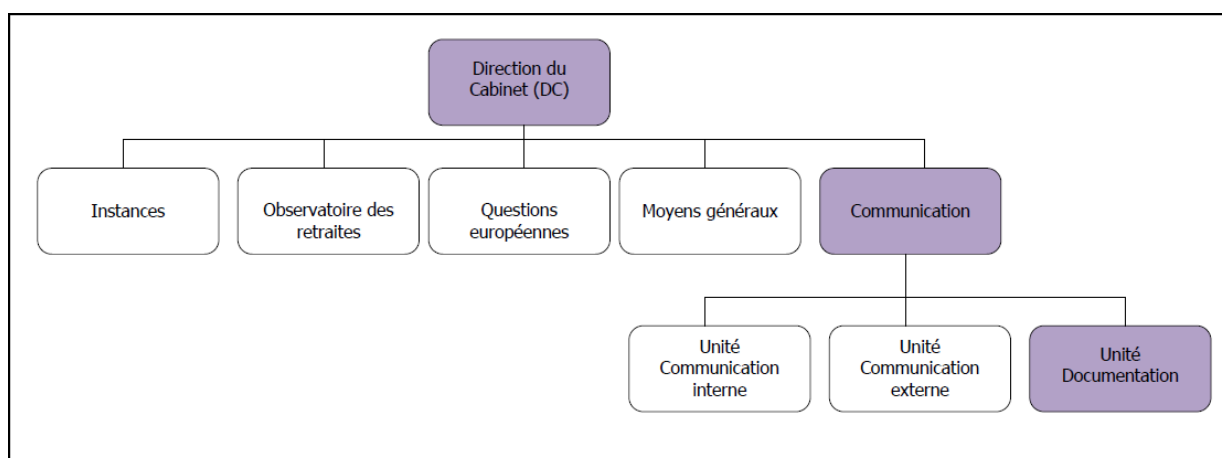 Direction du
Cabinet (DC)
Instances
Observatoire des
retraites
Questions
européennes
Moyens généraux
Communication
Unité
Communication
interne
Unité
Communication
externe
Unité
Documentation